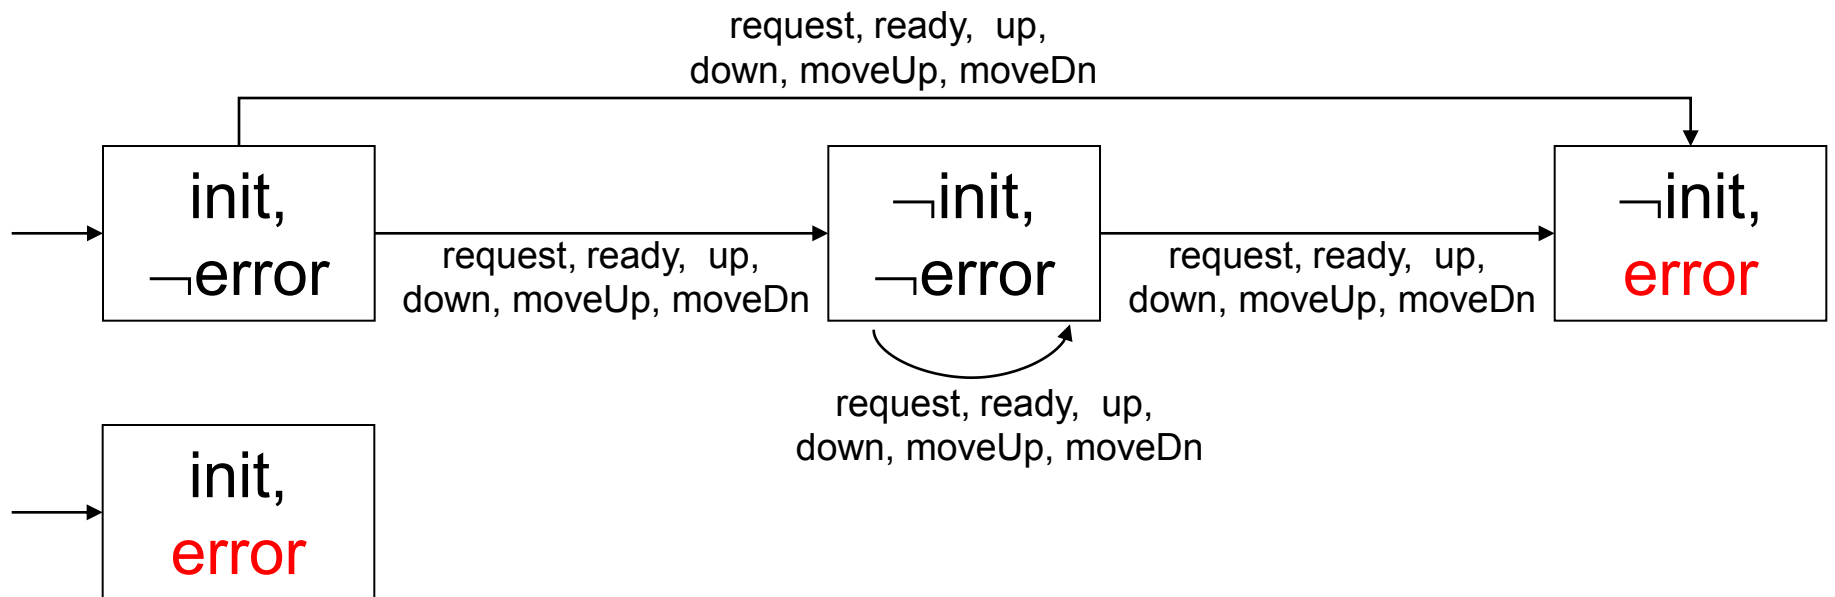 request, ready, up,
down, moveUp, moveDn
init,
¬error
request, ready, up,
down, moveUp, moveDn
¬init,
¬error
request, ready, up,
down, moveUp, moveDn
¬init,
error
request, ready, up,
down, moveUp, moveDn
init,
error